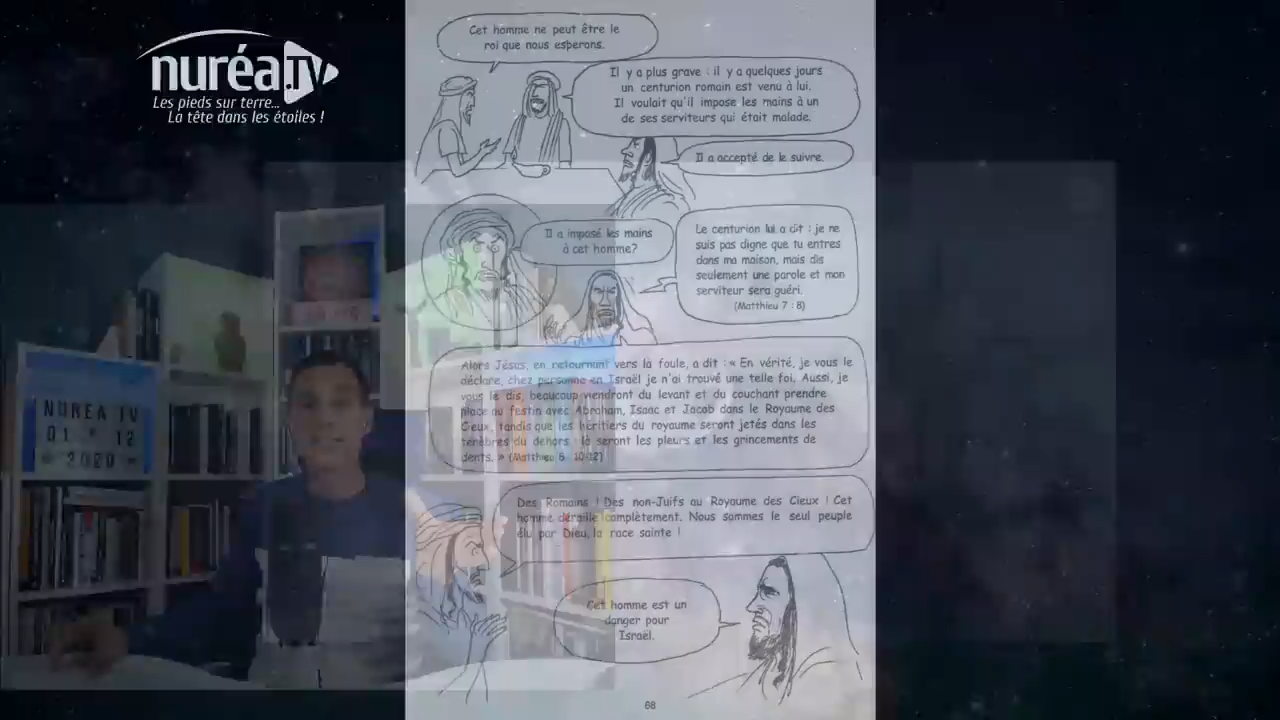 nuréa.TV
Les pieds sur terre...
La tête dans les étoiles !
Cet homme ne peut être le
roi que nous esperons.
Il y a plus grave : il y a quelques jours
un centurion romain est venu à lui.
Il voulait qu'il impose les mains à un
de ses serviteurs qui était malade.
Il a accepté de le suivre.
Il a imposé les mains
à cet homme?
Le centurion lui a dit : je ne
suis pas digne que tu entres
dans ma maison, mais dis
seulement une parole et mon
serviteur sera guéri.
(Matthieu 7 : 8)
Alors Jésus, en retournant vers la foule, a dit : « En vérité, je vous le
déclare, chez personne en Israël je n'ai trouvé une telle foi. Aussi, je
vous le dis, beaucoup viendront du levant et du couchant prendre
place au festin avec Abraham, Isaac et Jacob dans le Royaume des
Cieux, tandis que les héritiers du royaume seront jetés dans les
ténèbres du dehors : là seront les pleurs et les grincements de
dents. » (Matthieu 8 10-12)
NUREA TV
01 12
2020
Des Romains ! Des non-Juifs au Royaume des Cieux ! Cet
homme déraille complètement. Nous sommes le seul peuple
élu par Dieu, la race sainte !
Cet homme est un
danger pour
Israël.
68